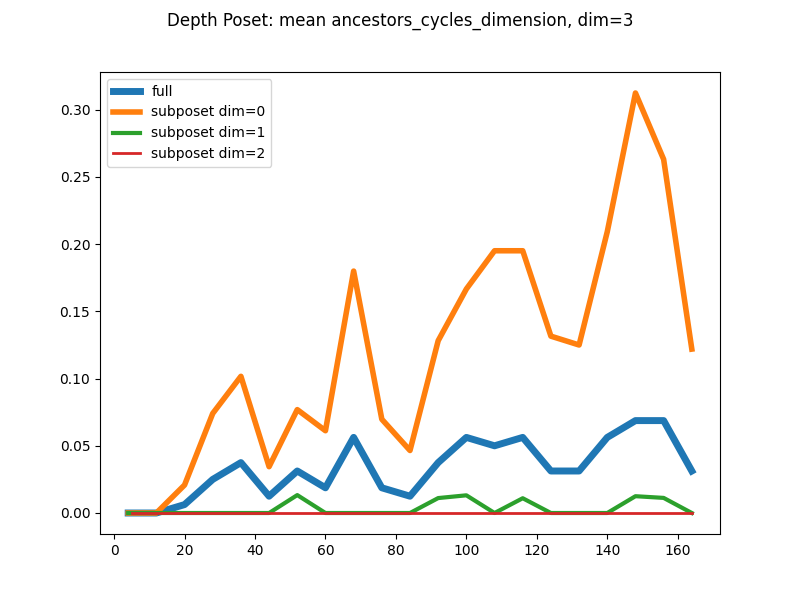 Depth Poset: mean ancestors_cycles_dimension, dim=3
full
subposet dim=0
subposet dim=1
subposet dim=2
0.30
0.25
0.20
0.15
0.10
0.05
0.00
0 20 40 60 80 100 120 140 160